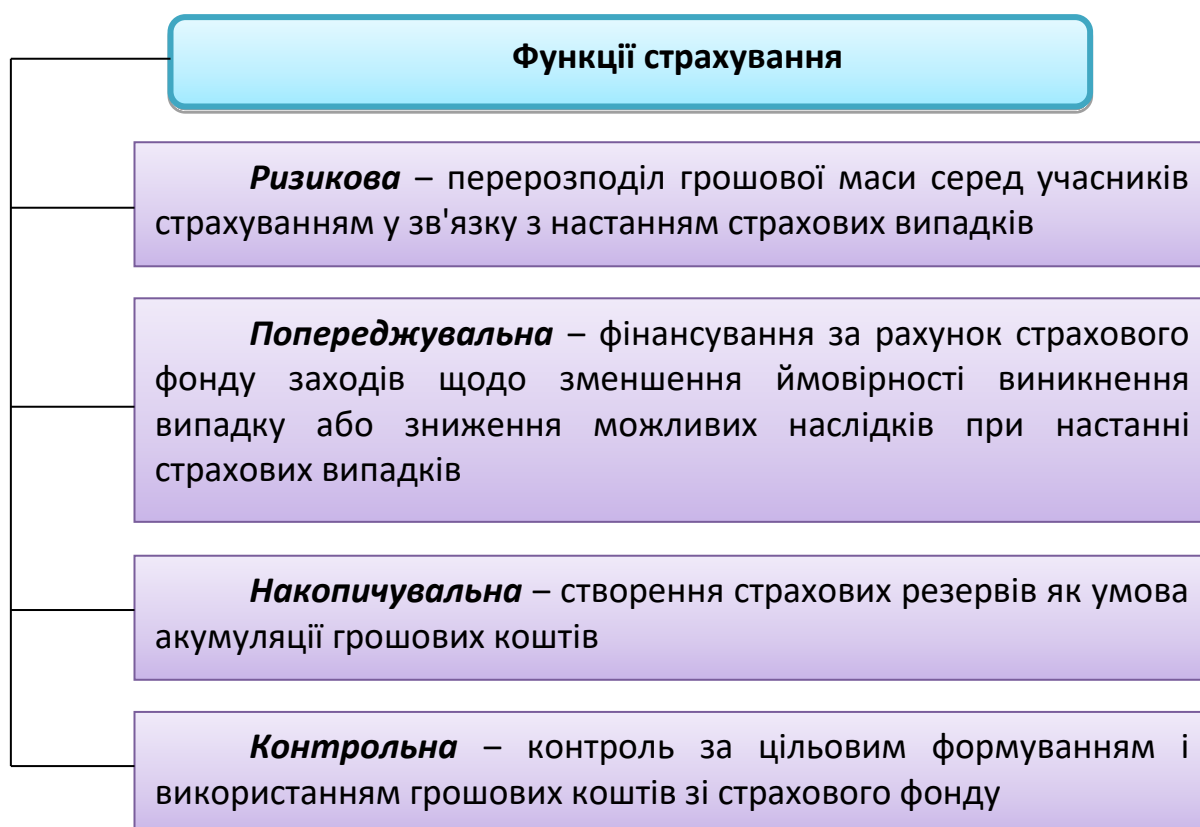 Функції страхування
Ризикова – перерозподіл грошової маси серед учасників
страхуванням у зв'язку з настанням страхових випадків
Попереджувальна – фінансування за рахунок страхового
фонду заходів щодо зменшення ймовірності виникнення
випадку або зниження можливих наслідків при настанні
страхових випадків
Накопичувальна – створення страхових резервів як умова
акумуляції грошових коштів
Контрольна – контроль за цільовим формуванням і
використанням грошових коштів зі страхового фонду